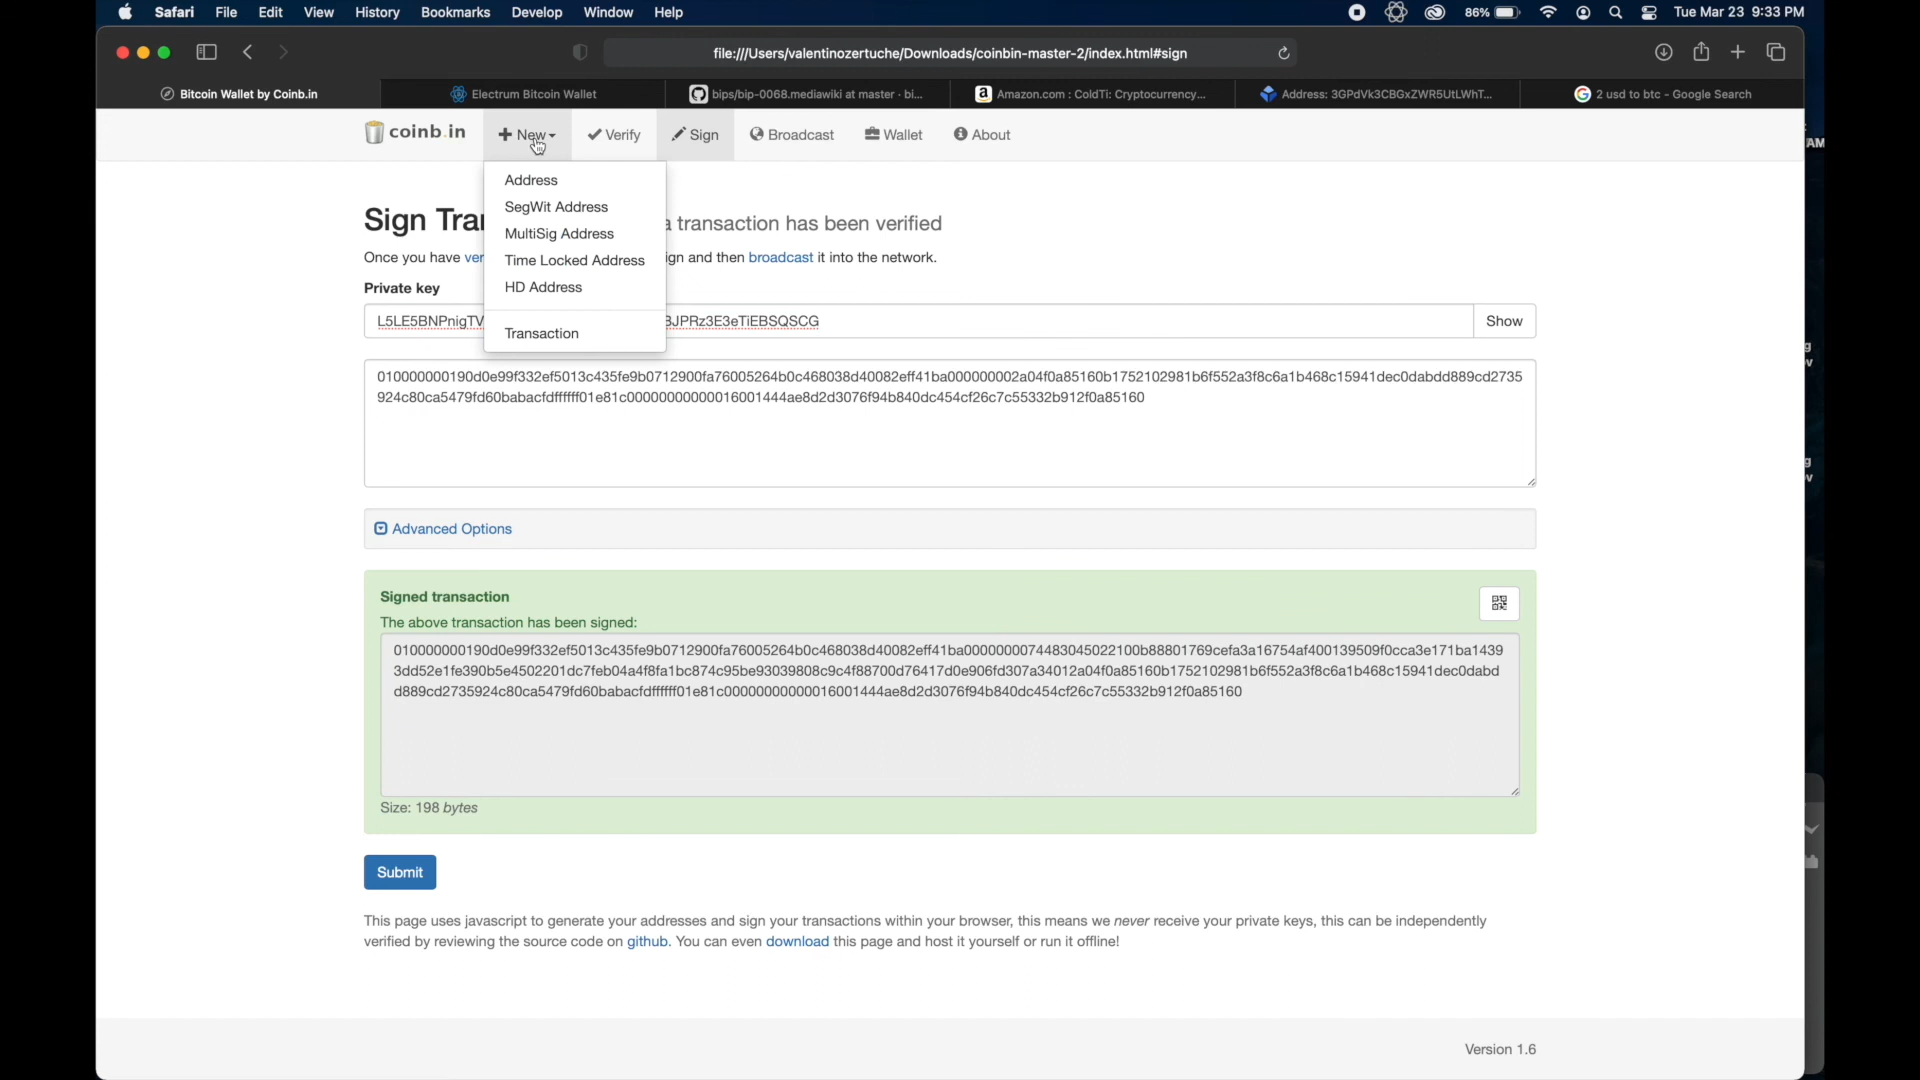 Safari File Edit View History Bookmarks Develop Window Help 86% Tue Mar 23 9:33 PM
file:///Users/valentinozertuche/Downloads/coinbin-master-2/index.html#sign
Bitcoin Wallet by Coinb.in Electrum Bitcoin Wallet bips/bip-0068.mediawiki at master · bi... Amazon.com : ColdTi: Cryptocurrency... Address: 3GPdVk3CBGxZWR5UtLWhT... 2 usd to btc - Google Search
coinb.in + New Verify Sign Broadcast Wallet About
AM
Address
SegWit Address
MultiSig Address
Time Locked Address
HD Address
Transaction
Sign Tra a transaction has been verified
Once you have ver ign and then broadcast it into the network.
Private key
L5LE5BNPnigTV BJPRz3E3eTiEBSQSCG Show
010000000190d0e99f332ef5013c435fe9b0712900fa76005264b0c468038d40082eff41ba000000002a04f0a85160b1752102981b6f552a3f8c6a1b468c15941dec0dabdd889cd2735
924c80ca5479fd60babacfdffffff01e81c00000000000016001444ae8d2d3076f94b840dc454cf26c7c55332b912f0a85160
Advanced Options
Signed transaction
The above transaction has been signed:
010000000190d0e99f332ef5013c435fe9b0712900fa76005264b0c468038d40082eff41ba0000000074483045022100b88801769cefa3a16754af400139509f0cca3e171ba1439
3dd52e1fe390b5e4502201dc7feb04a4f8fa1bc874c95be93039808c9c4f88700d76417d0e906fd307a34012a04f0a85160b1752102981b6f552a3f8c6a1b468c15941dec0dabd
d889cd2735924c80ca5479fd60babacfdffffff01e81c00000000000016001444ae8d2d3076f94b840dc454cf26c7c55332b912f0a85160
Size: 198 bytes
Submit
This page uses javascript to generate your addresses and sign your transactions within your browser, this means we never receive your private keys, this can be independently
verified by reviewing the source code on github. You can even download this page and host it yourself or run it offline!
Version 1.6